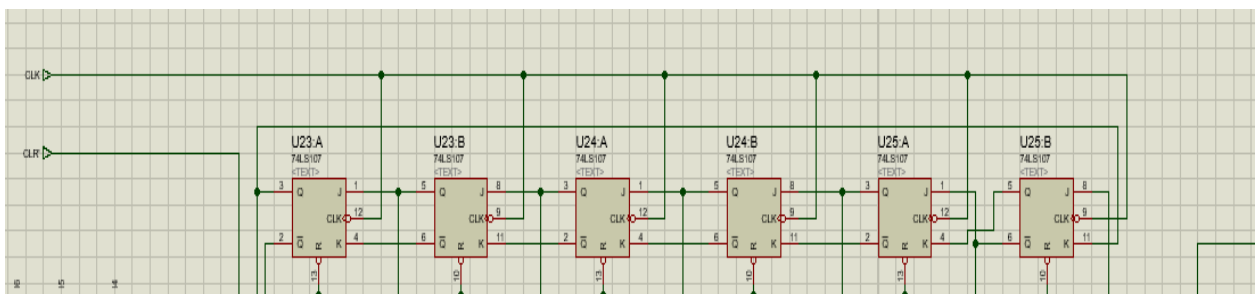 CLK
U23:A U23:B U24:A U24:B U25:A U25:B
CLR'
74LS107 74LS107 74LS107 74LS107 74LS107 74LS107
<TEXT> <TEXT> <TEXT> <TEXT> <TEXT> <TEXT>
3 Q J 1 5 Q J 8 3 Q J 1 5 Q J 8 3 Q J 1 5 Q J 8
CLK 12 CLK 9 CLK 12 CLK 9 CLK 12 CLK 9
2 Q̅ R K 4 6 Q̅ R K 11 2 Q̅ R K 4 6 Q̅ R K 11 2 Q̅ R K 4 6 Q̅ R K 11
13 10 13 10 13 10